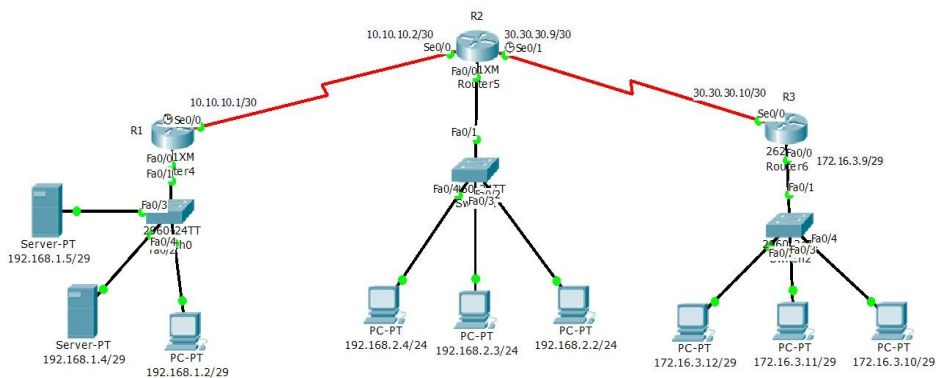 R2
10.10.10.2/30
30.30.30.9/30
Se0/0
Se0/1
Fa0/0
1XM
Router5
30.30.30.10/30
R3
10.10.10.1/30
Se0/0
R1
Se0/0
Fa0/1
Fa0/0
Router6
172.16.3.9/29
Fa0/0
1XM
Fa0/1
Fa0/1
Fa0/3
Fa0/4
Fa0/3
Fa0/4
Server-PT
192.168.1.5/29
Fa0/4
PC-PT
192.168.2.4/24
PC-PT
192.168.2.3/24
PC-PT
192.168.2.2/24
Server-PT
192.168.1.4/29
PC-PT
192.168.1.2/29
PC-PT
172.16.3.12/29
PC-PT
172.16.3.11/29
PC-PT
172.16.3.10/29